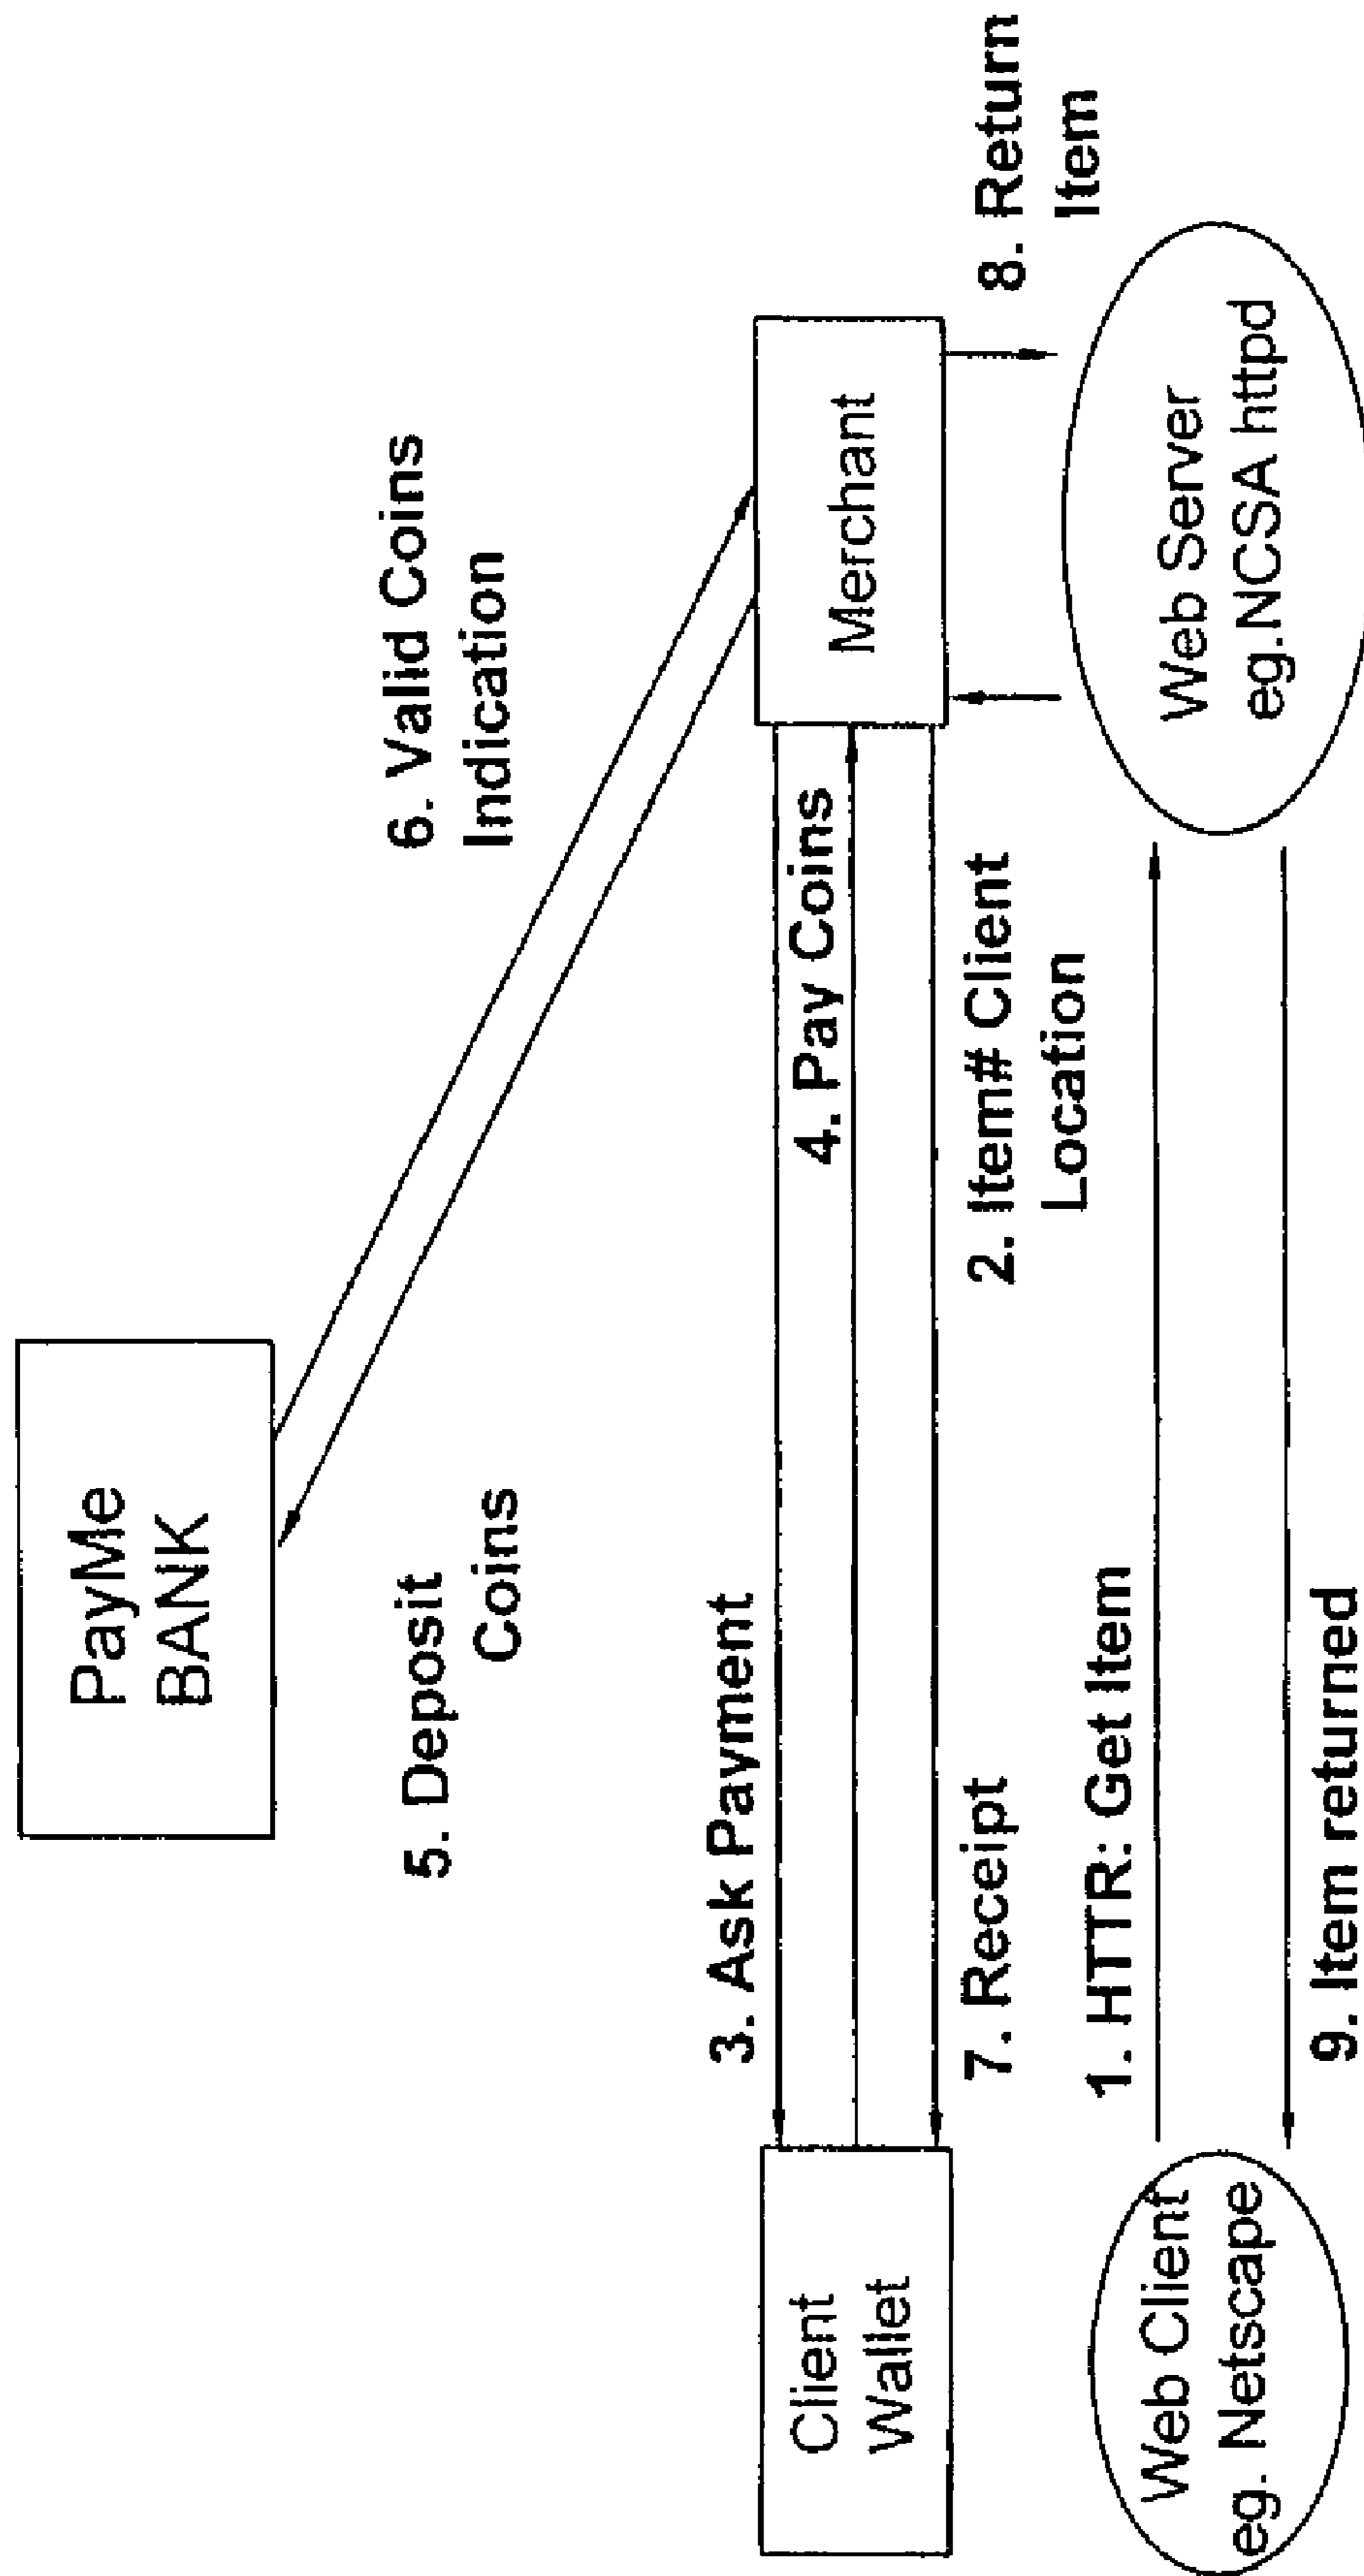 PayMe
BANK
5. Deposit
Coins
6. Valid Coins
Indication
3. Ask Payment
4. Pay Coins
Client
Wallet
Merchant
7. Receipt
2. Item# Client
Location
8. Return
Item
1. HTTR: Get Item
Web Client
eg. Netscape
Web Server
eg.NCSA httpd
9. Item returned